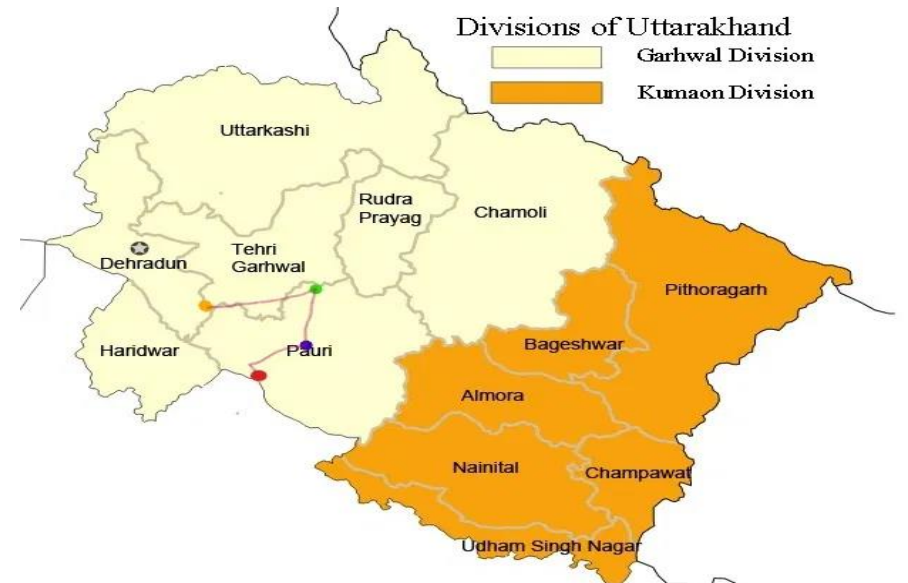 Divisions of Uttarakhand
Garhwal Division
Kumaon Division
Uttarkashi
Rudra
Prayag
Chamoli
Tehri
Garhwal
Dehradun
Pithoragarh
Haridwar
Pauri
Bageshwar
Almora
Nainital
Champawat
Udham Singh Nagar